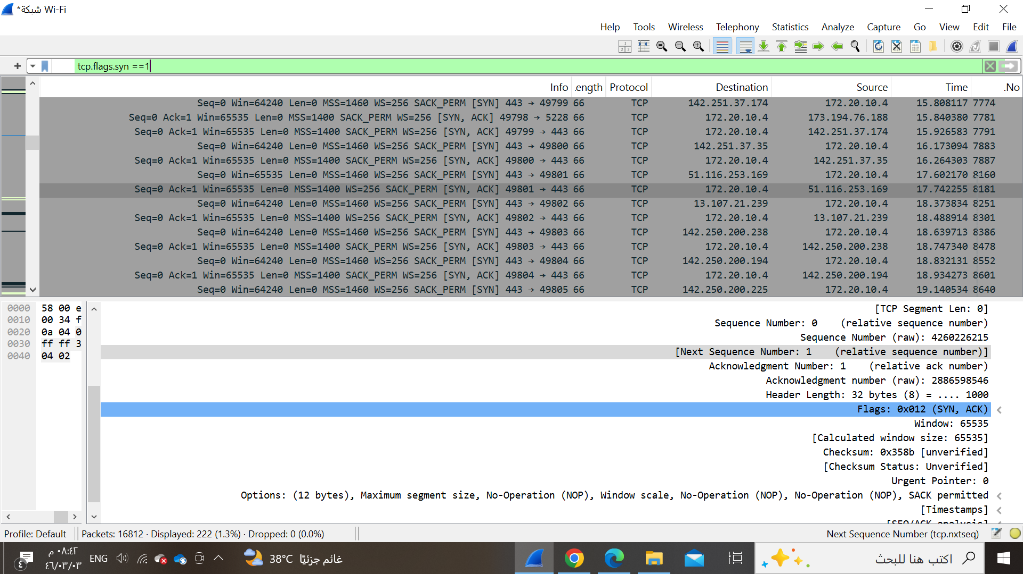 *شبكة Wi-Fi
File Edit View Go Capture Analyze Statistics Telephony Wireless Tools Help
tcp.flags.syn ==1
No. Time Source Destination Protocol ength Info
7774 15.808117 172.20.10.4 142.251.37.174 TCP 66 49799 → 443 [SYN] Seq=0 Win=64240 Len=0 MSS=1460 WS=256 SACK_PERM
7781 15.840380 173.194.76.188 172.20.10.4 TCP 66 5228 → 49798 [SYN, ACK] Seq=0 Ack=1 Win=65535 Len=0 MSS=1400 SACK_PERM WS=256
7791 15.926583 142.251.37.174 172.20.10.4 TCP 66 443 → 49799 [SYN, ACK] Seq=0 Ack=1 Win=65535 Len=0 MSS=1400 SACK_PERM WS=256
7883 16.173094 172.20.10.4 142.251.37.35 TCP 66 49800 → 443 [SYN] Seq=0 Win=64240 Len=0 MSS=1460 WS=256 SACK_PERM
7887 16.264303 142.251.37.35 172.20.10.4 TCP 66 443 → 49800 [SYN, ACK] Seq=0 Ack=1 Win=65535 Len=0 MSS=1400 SACK_PERM WS=256
8160 17.602170 172.20.10.4 51.116.253.169 TCP 66 49801 → 443 [SYN] Seq=0 Win=65535 Len=0 MSS=1460 WS=256 SACK_PERM
8181 17.742255 51.116.253.169 172.20.10.4 TCP 66 443 → 49801 [SYN, ACK] Seq=0 Ack=1 Win=65535 Len=0 MSS=1400 SACK_PERM WS=256
8251 18.373834 172.20.10.4 13.107.21.239 TCP 66 49802 → 443 [SYN] Seq=0 Win=64240 Len=0 MSS=1460 WS=256 SACK_PERM
8301 18.488914 13.107.21.239 172.20.10.4 TCP 66 443 → 49802 [SYN, ACK] Seq=0 Ack=1 Win=65535 Len=0 MSS=1400 SACK_PERM WS=256
8386 18.639713 172.20.10.4 142.250.200.238 TCP 66 49803 → 443 [SYN] Seq=0 Win=64240 Len=0 MSS=1460 WS=256 SACK_PERM
8478 18.747340 142.250.200.238 172.20.10.4 TCP 66 443 → 49803 [SYN, ACK] Seq=0 Ack=1 Win=65535 Len=0 MSS=1400 SACK_PERM WS=256
8552 18.832131 172.20.10.4 142.250.200.194 TCP 66 49804 → 443 [SYN] Seq=0 Win=64240 Len=0 MSS=1460 WS=256 SACK_PERM
8601 18.934273 142.250.200.194 172.20.10.4 TCP 66 443 → 49804 [SYN, ACK] Seq=0 Ack=1 Win=65535 Len=0 MSS=1400 SACK_PERM WS=256
8640 19.140534 172.20.10.4 142.250.200.225 TCP 66 49805 → 443 [SYN] Seq=0 Win=64240 Len=0 MSS=1460 WS=256 SACK_PERM
0000 58 00 e
0010 00 34 f
0020 0a 04 0
0030 ff ff 3
0040 04 02
[TCP Segment Len: 0]
Sequence Number: 0 (relative sequence number)
Sequence Number (raw): 4260226215
[Next Sequence Number: 1 (relative sequence number)]
Acknowledgment Number: 1 (relative ack number)
Acknowledgment number (raw): 2886598546
1000 .... = Header Length: 32 bytes (8)
Flags: 0x012 (SYN, ACK)
Window: 65535
[Calculated window size: 65535]
Checksum: 0x358b [unverified]
[Checksum Status: Unverified]
Urgent Pointer: 0
Options: (12 bytes), Maximum segment size, No-Operation (NOP), Window scale, No-Operation (NOP), No-Operation (NOP), SACK permitted
[Timestamps]
[SEQ/ACK analysis]
Profile: Default
Packets: 16812 · Displayed: 222 (1.3%) · Dropped: 0 (0.0%)
Next Sequence Number (tcp.nxtseq)
اكتب هنا للبحث
38°C غائم جزئيًا
ENG
٠٨:٤٢ م
٤٦/٠٣/٠٣
3